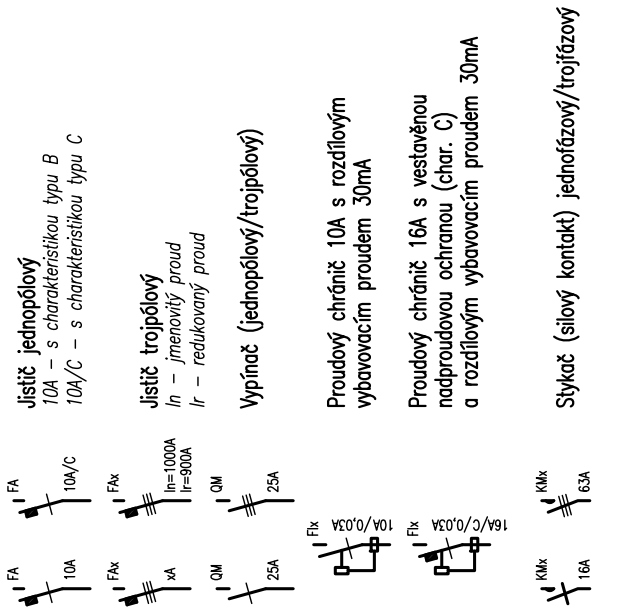 FA
10A
FA
10A/C
Jistič jednopólový
10A – s charakteristikou typu B
10A/C – s charakteristikou typu C
FAx
xA
FAx
In=1000A
Ir=900A
Jistič trojpólový
In – jmenovitý proud
Ir – redukovaný proud
QM
25A
QM
25A
Vypínač (jednopólový/trojpólový)
FIx
10A/0,03A
Proudový chránič 10A s rozdílovým
vybavovacím proudem 30mA
FIx
16A/C/0,03A
Proudový chránič 16A s vestavěnou
nadproudovou ochranou (char. C)
a rozdílovým vybavovacím proudem 30mA
KMx
16A
KMx
63A
Stykač (silový kontakt) jednofázový/trojfázový